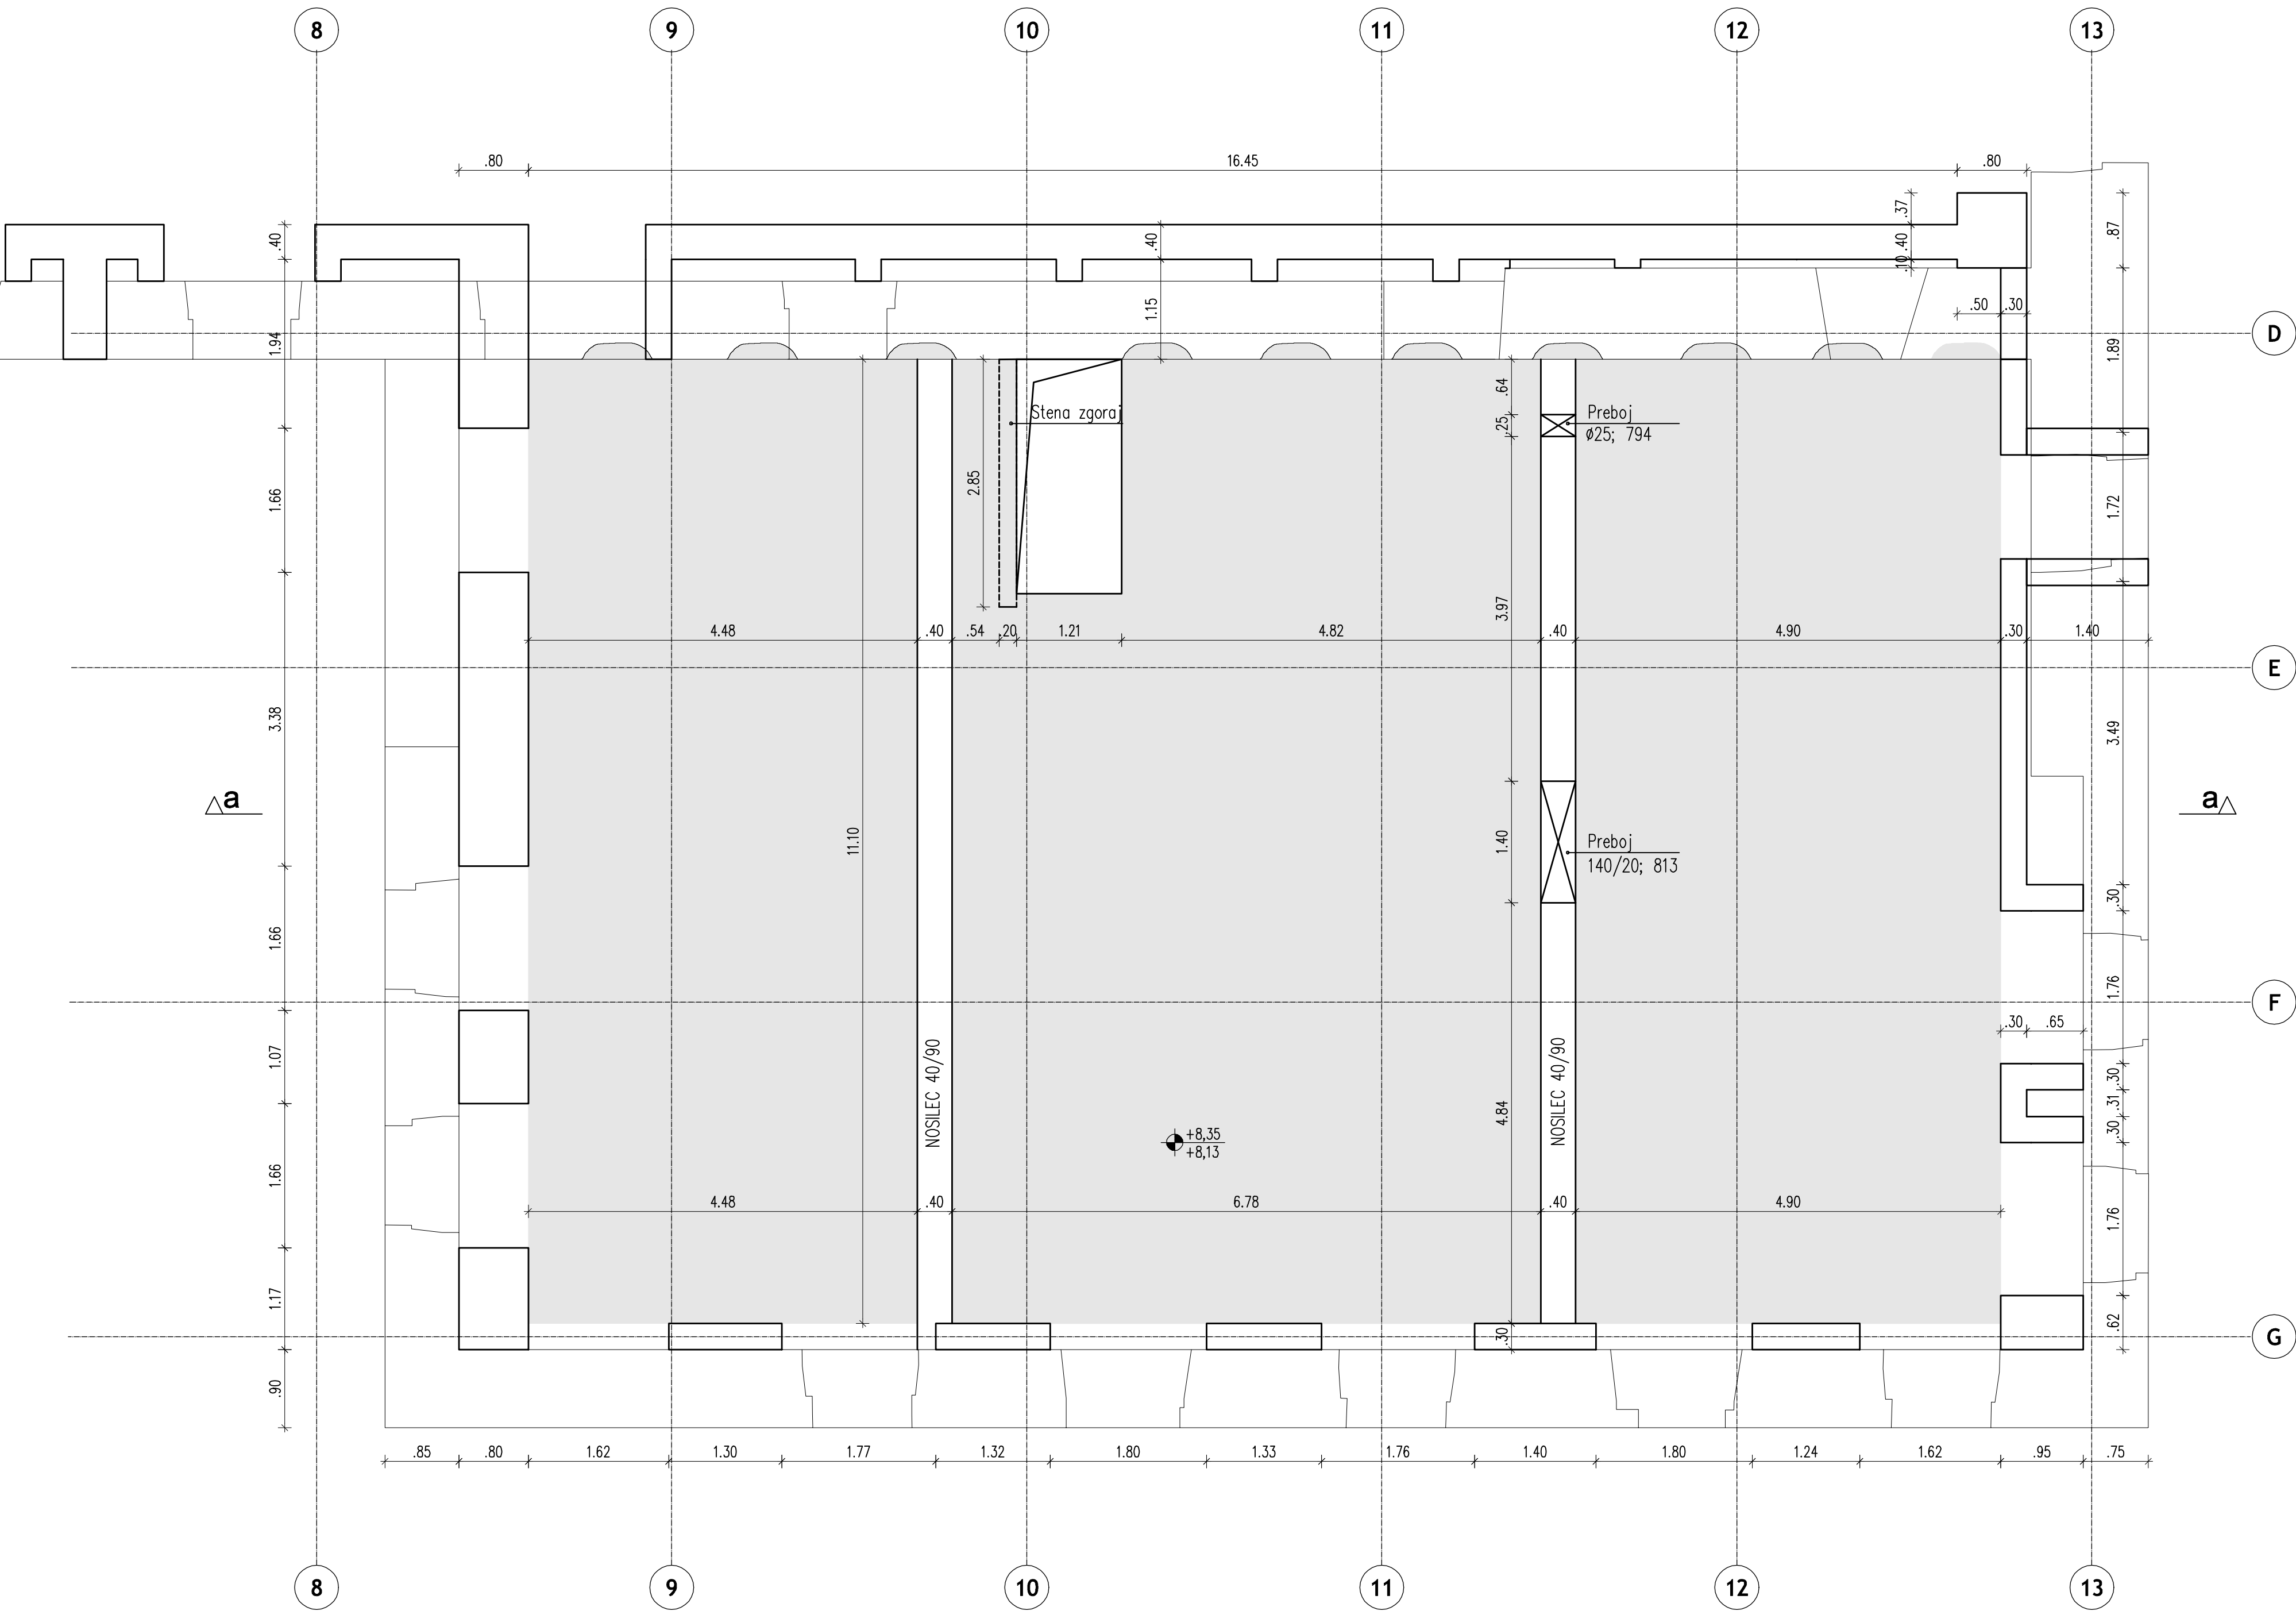 8 9 10 11 12 13
.80 16.45 .80
.40 .40 .37 .87
.40
.10
1.94 1.15 .50 .30
D
1.89
.64
Stena zgoraj
Preboj
.25
ø25; 794
1.66 2.85 1.72
3.97
4.48 .40 .54 .20 1.21 4.82 .40 4.90 .30 1.40
E
3.38 3.49
a a
11.10 1.40
Preboj
140/20; 813
.30
1.66 1.76
F
.30 .65
1.07 .30
NOSILEC 40/90 NOSILEC 40/90
.31
4.84
+8,35
+8,13
.30
1.66
4.48 .40 6.78 .40 4.90
1.76
1.17
.62
.30
G
.90
.85 .80 1.62 1.30 1.77 1.32 1.80 1.33 1.76 1.40 1.80 1.24 1.62 .95 .75
8 9 10 11 12 13